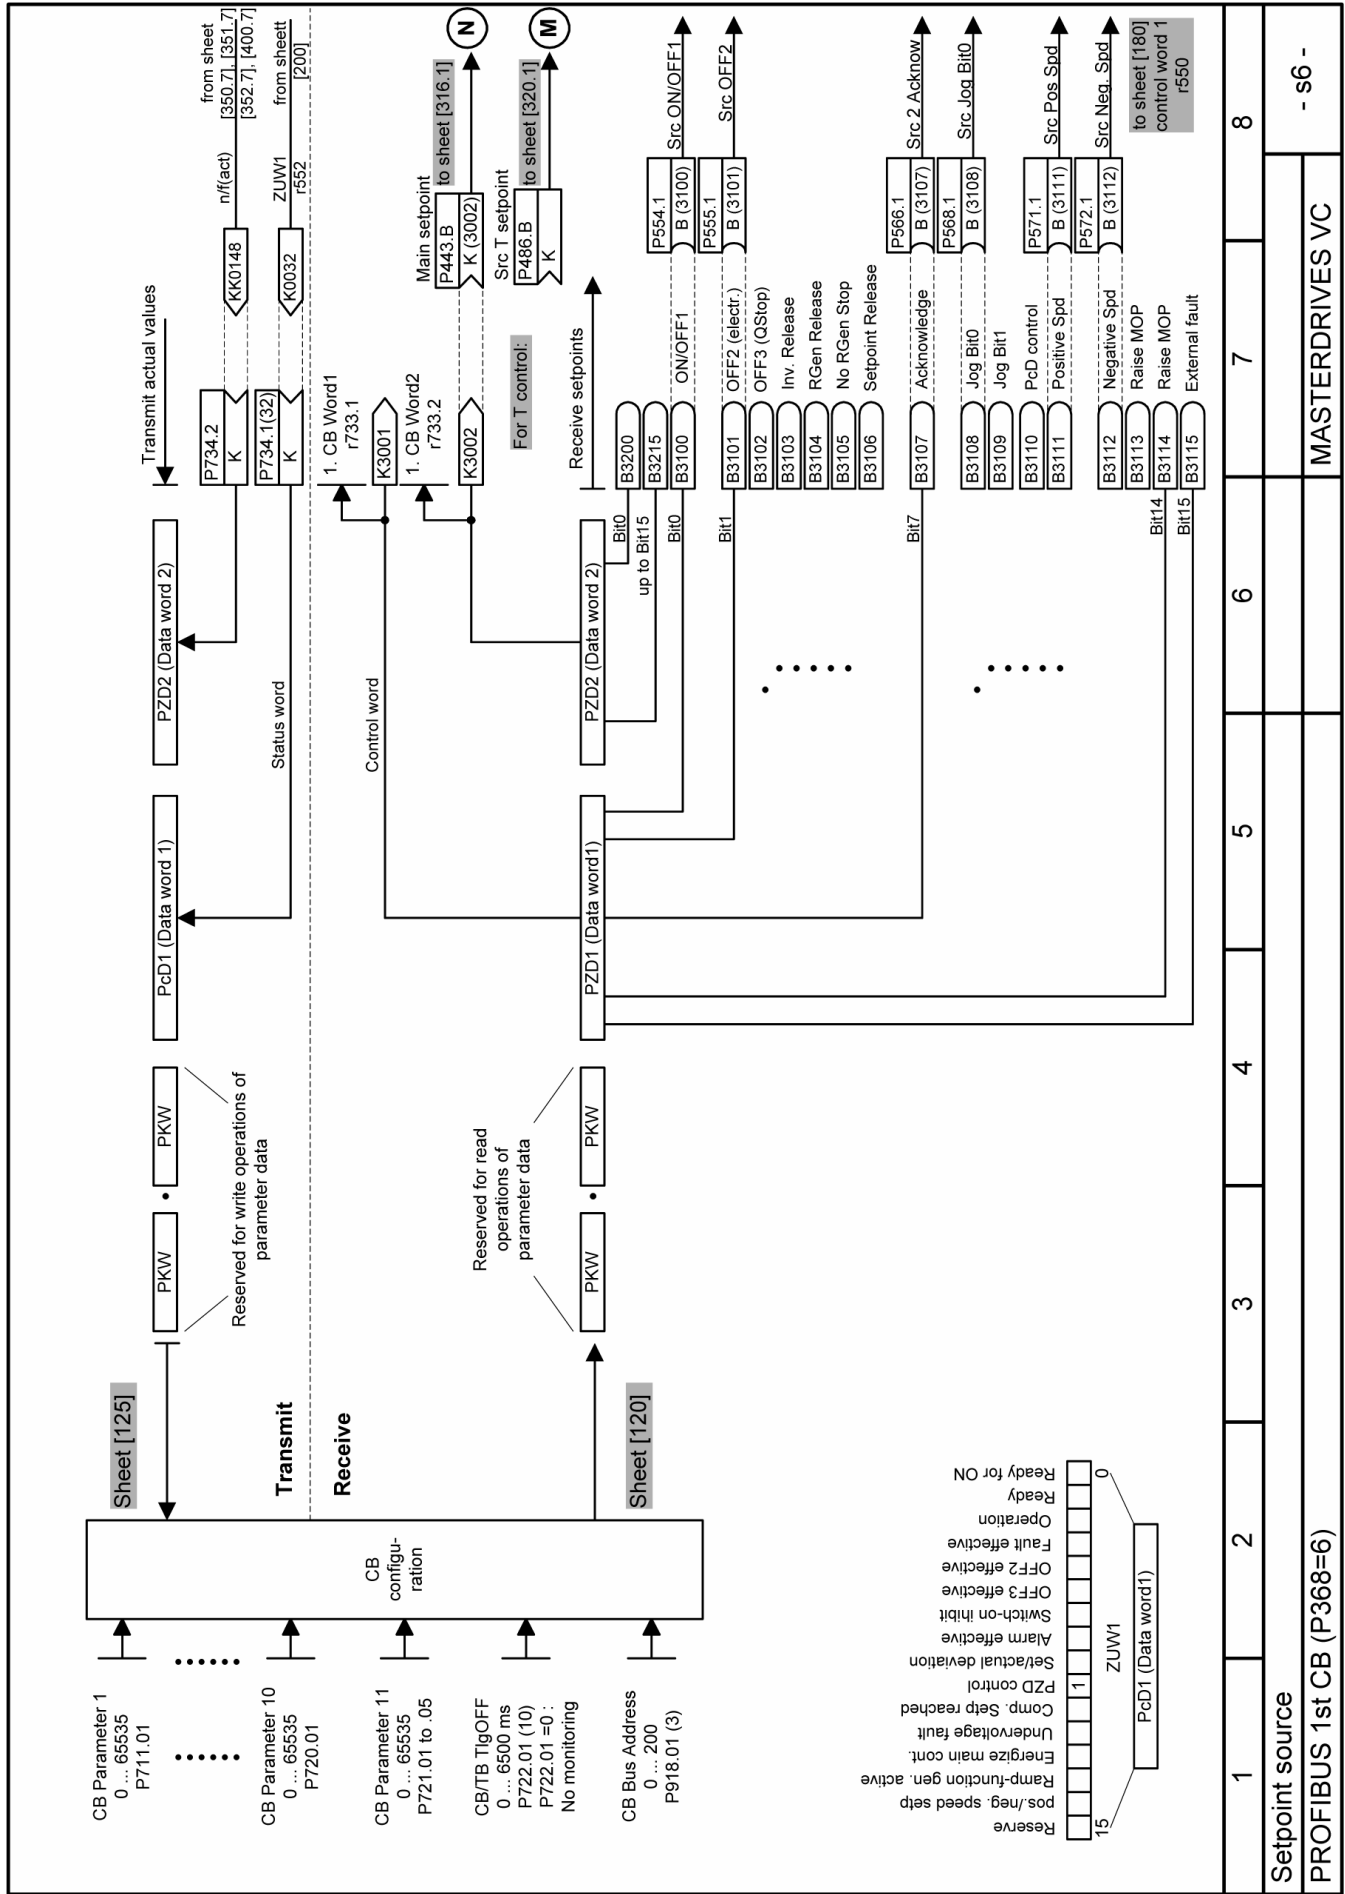 CB Parameter 1
0 ... 65535
P711.01
CB Parameter 10
0 ... 65535
P720.01
CB Parameter 11
0 ... 65535
P721.01 to .05
CB/TB TlgOFF
0 ... 6500 ms
P722.01 (10)
P722.01 =0 :
No monitoring
CB Bus Address
0 ... 200
P918.01 (3)
CB
configu-
ration
Sheet [125]
Transmit
Receive
Sheet [120]
PKW
PKW
Reserved for write operations of
parameter data
PcD1 (Data word 1)
PZD2 (Data word 2)
Transmit actual values
P734.2
K
KK0148
n/f(act)
from sheet
[350.7], [351.7]
[352.7], [400.7]
Status word
P734.1(32)
K
K0032
ZUW1
r552
from sheett
[200]
1. CB Word1
r733.1
Control word
K3001
1. CB Word2
r733.2
K3002
Main setpoint
P443.B
K (3002)
to sheet [316.1]
N
For T control:
Src T setpoint
P486.B
K
to sheet [320.1]
M
Reserved for read
operations of
parameter data
PKW
PKW
PZD1 (Data word1)
PZD2 (Data word 2)
Receive setpoints
Bit0
B3200
up to Bit15
B3215
Bit0
B3100
ON/OFF1
P554.1
B (3100)
Src ON/OFF1
Bit1
B3101
OFF2 (electr.)
P555.1
B (3101)
Src OFF2
B3102
OFF3 (QStop)
B3103
Inv. Release
B3104
RGen Release
B3105
No RGen Stop
B3106
Setpoint Release
Bit7
B3107
Acknowledge
P566.1
B (3107)
Src 2 Acknow
B3108
Jog Bit0
P568.1
B (3108)
Src Jog Bit0
B3109
Jog Bit1
B3110
PcD control
B3111
Positive Spd
P571.1
B (3111)
Src Pos Spd
B3112
Negative Spd
P572.1
B (3112)
Src Neg. Spd
B3113
Raise MOP
Bit14
B3114
Raise MOP
Bit15
B3115
External fault
to sheet [180]
control word 1
r550
Reserve
pos./neg. speed setp
Ramp-function gen. active
Energize main cont.
Undervoltage fault
Comp. Setp reached
PZD control
Set/actual deviation
Alarm effective
Switch-on ihibit
OFF3 effective
OFF2 effective
Fault effective
Operation
Ready
Ready for ON
1
15
ZUW1
0
PcD1 (Data word1)
1
2
3
4
5
6
7
8
Setpoint source
PROFIBUS 1st CB (P368=6)
MASTERDRIVES VC
- s6 -